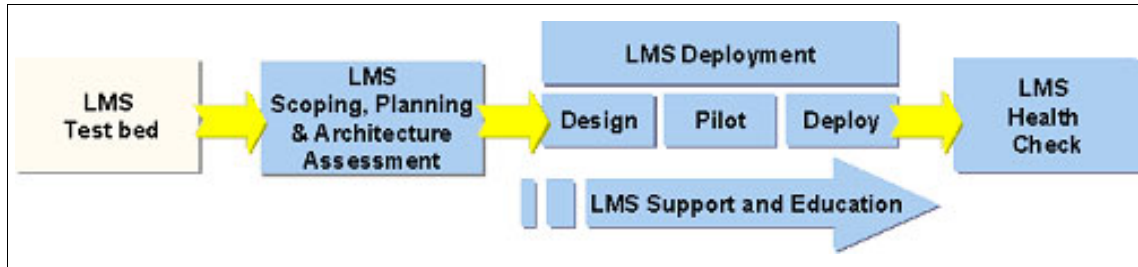 LMS
Test bed
LMS
Scoping, Planning
& Architecture
Assessment
LMS Deployment
Design
Pilot
Deploy
LMS Support and Education
LMS
Health
Check